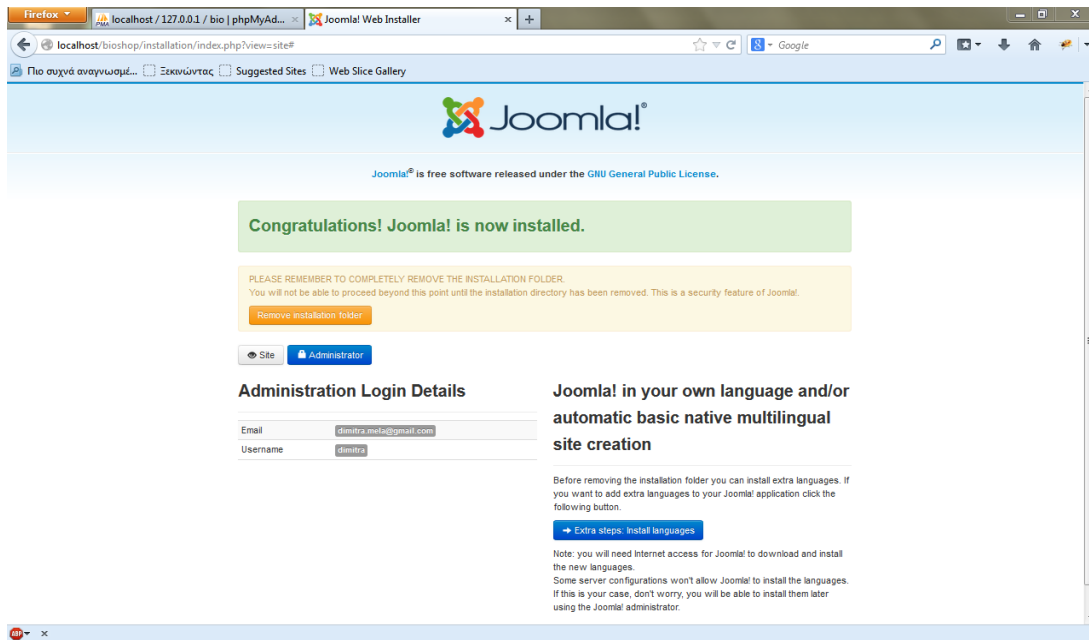 Firefox
localhost / 127.0.0.1 / bio | phpMyAd...
Joomla! Web Installer
localhost/bioshop/installation/index.php?view=site#
Google
Πιο συχνά αναγνωσμέ...
Ξεκινώντας
Suggested Sites
Web Slice Gallery
Joomla!®
Joomla!® is free software released under the GNU General Public License.
Congratulations! Joomla! is now installed.
PLEASE REMEMBER TO COMPLETELY REMOVE THE INSTALLATION FOLDER.
You will not be able to proceed beyond this point until the installation directory has been removed. This is a security feature of Joomla!.
Remove installation folder
Site
Administrator
Administration Login Details
Email dimitra.mela@gmail.com
Username dimitra
Joomla! in your own language and/or
automatic basic native multilingual
site creation
Before removing the installation folder you can install extra languages. If
you want to add extra languages to your Joomla! application click the
following button.
Extra steps: Install languages
Note: you will need Internet access for Joomla! to download and install
the new languages.
Some server configurations won't allow Joomla! to install the languages.
If this is your case, don't worry, you will be able to install them later
using the Joomla! administrator.
ABP